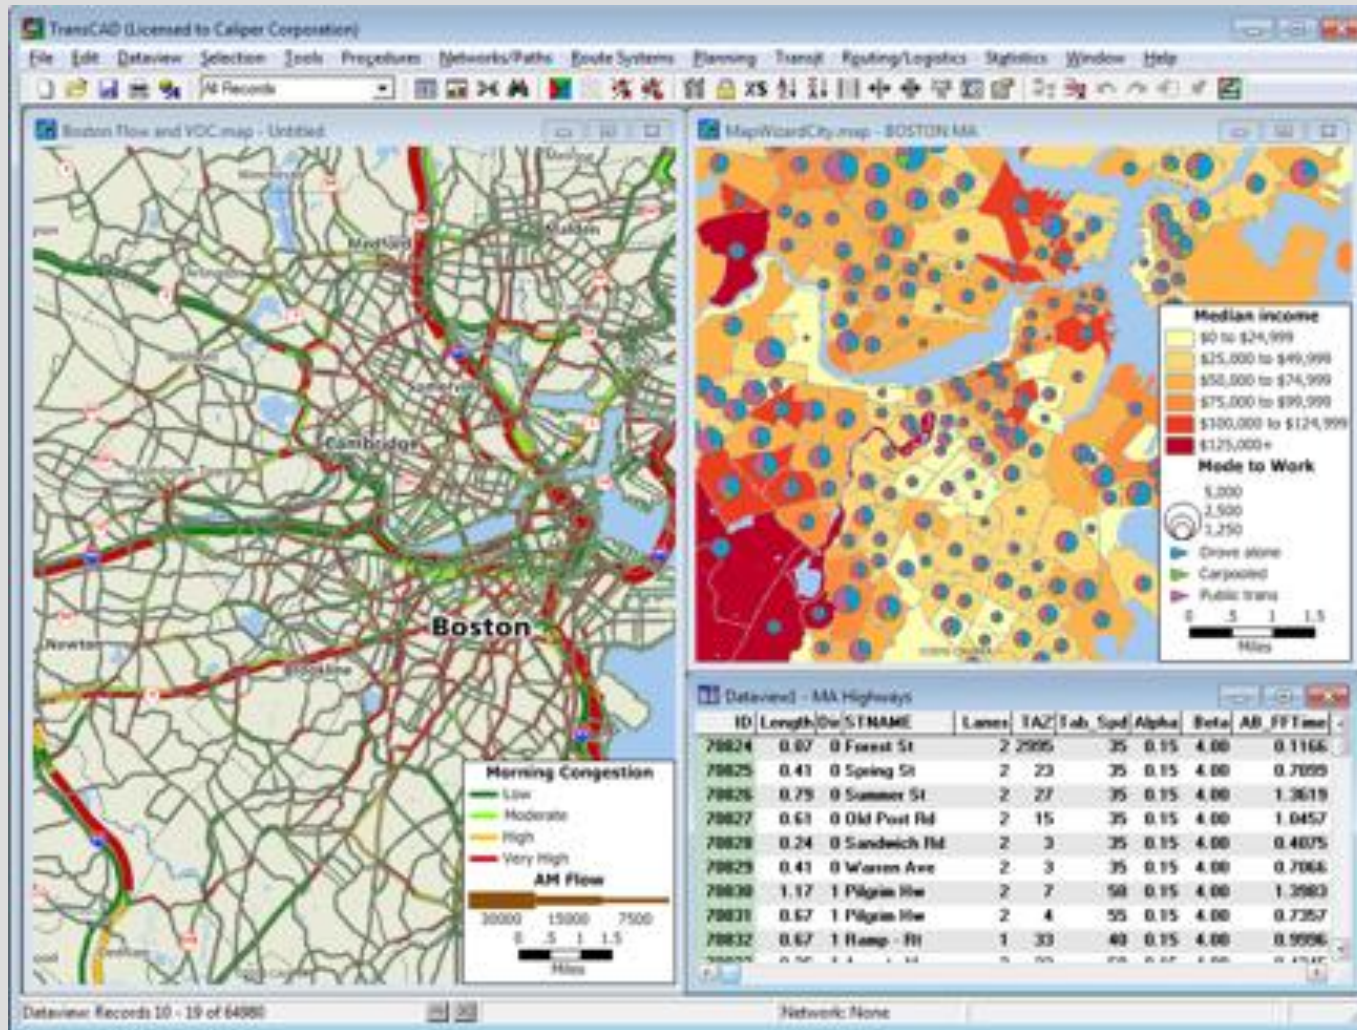 TransCAD (Licensed to Caliper Corporation)
File Edit Dataview Selection Tools Procedures Networks/Paths Route Systems Planning Transit Routing/Logistics Statistics Window Help
All Records
Boston Flow and VOC.map - Untitled
Winchester
Medford
Malden
Arlington
Somerville
Cambridge
Watertown Town
Boston
Newton
Brookline
Dedham
Morning Congestion
Low
Moderate
High
Very High
AM Flow
30000 15000 7500
0 .5 1 1.5
Miles
MapWizardCity.map - BOSTON MA
Median income
$0 to $24,999
$25,000 to $49,999
$50,000 to $74,999
$75,000 to $99,999
$100,000 to $124,999
$125,000+
Mode to Work
5,000
2,500
1,250
Drove alone
Carpooled
Public trans
0 .5 1 1.5
Miles
Dataview1 - MA Highways
ID Length Dir STNAME Lanes TAZ Tab_Spd Alpha Beta AB_FFTime
70824 0.07 0 Forest St 2 2995 35 0.15 4.00 0.1166
70825 0.41 0 Spring St 2 23 35 0.15 4.00 0.7099
70826 0.79 0 Summer St 2 27 35 0.15 4.00 1.3619
70827 0.61 0 Old Post Rd 2 15 35 0.15 4.00 1.0457
70828 0.24 0 Sandwich Rd 2 3 35 0.15 4.00 0.4075
70829 0.41 0 Warren Ave 2 3 35 0.15 4.00 0.7066
70830 1.17 1 Pilgrim Hw 2 7 50 0.15 4.00 1.3983
70831 0.67 1 Pilgrim Hw 2 4 55 0.15 4.00 0.7357
70832 0.67 1 Ramp - Rt 1 33 40 0.15 4.00 0.9996
Dataview: Records 10 - 19 of 64980
Network: None